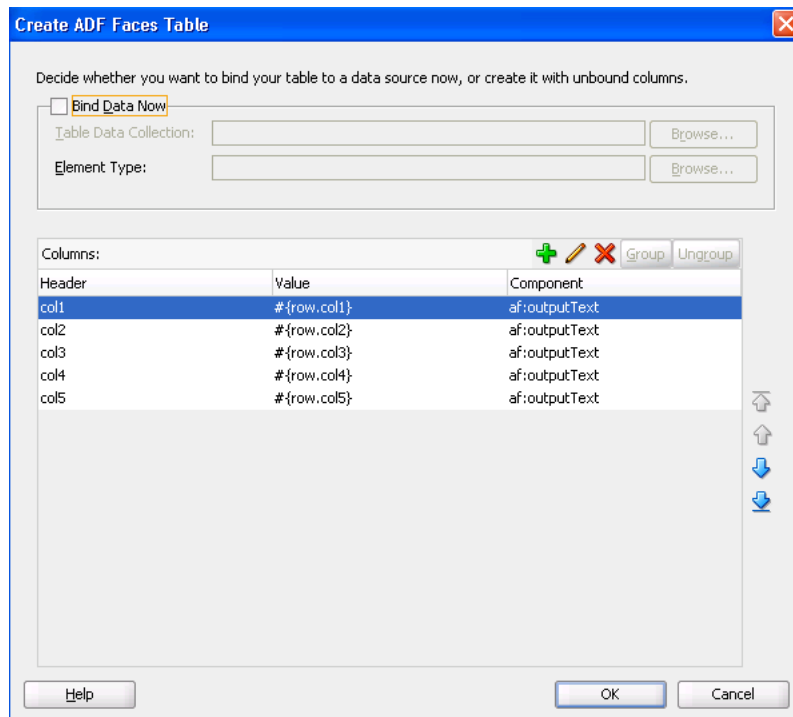 Create ADF Faces Table
Decide whether you want to bind your table to a data source now, or create it with unbound columns.
Bind Data Now
Table Data Collection: Browse...
Element Type: Browse...
Columns: Group Ungroup
Header Value Component
col1 #{row.col1} af:outputText
col2 #{row.col2} af:outputText
col3 #{row.col3} af:outputText
col4 #{row.col4} af:outputText
col5 #{row.col5} af:outputText
Help OK Cancel